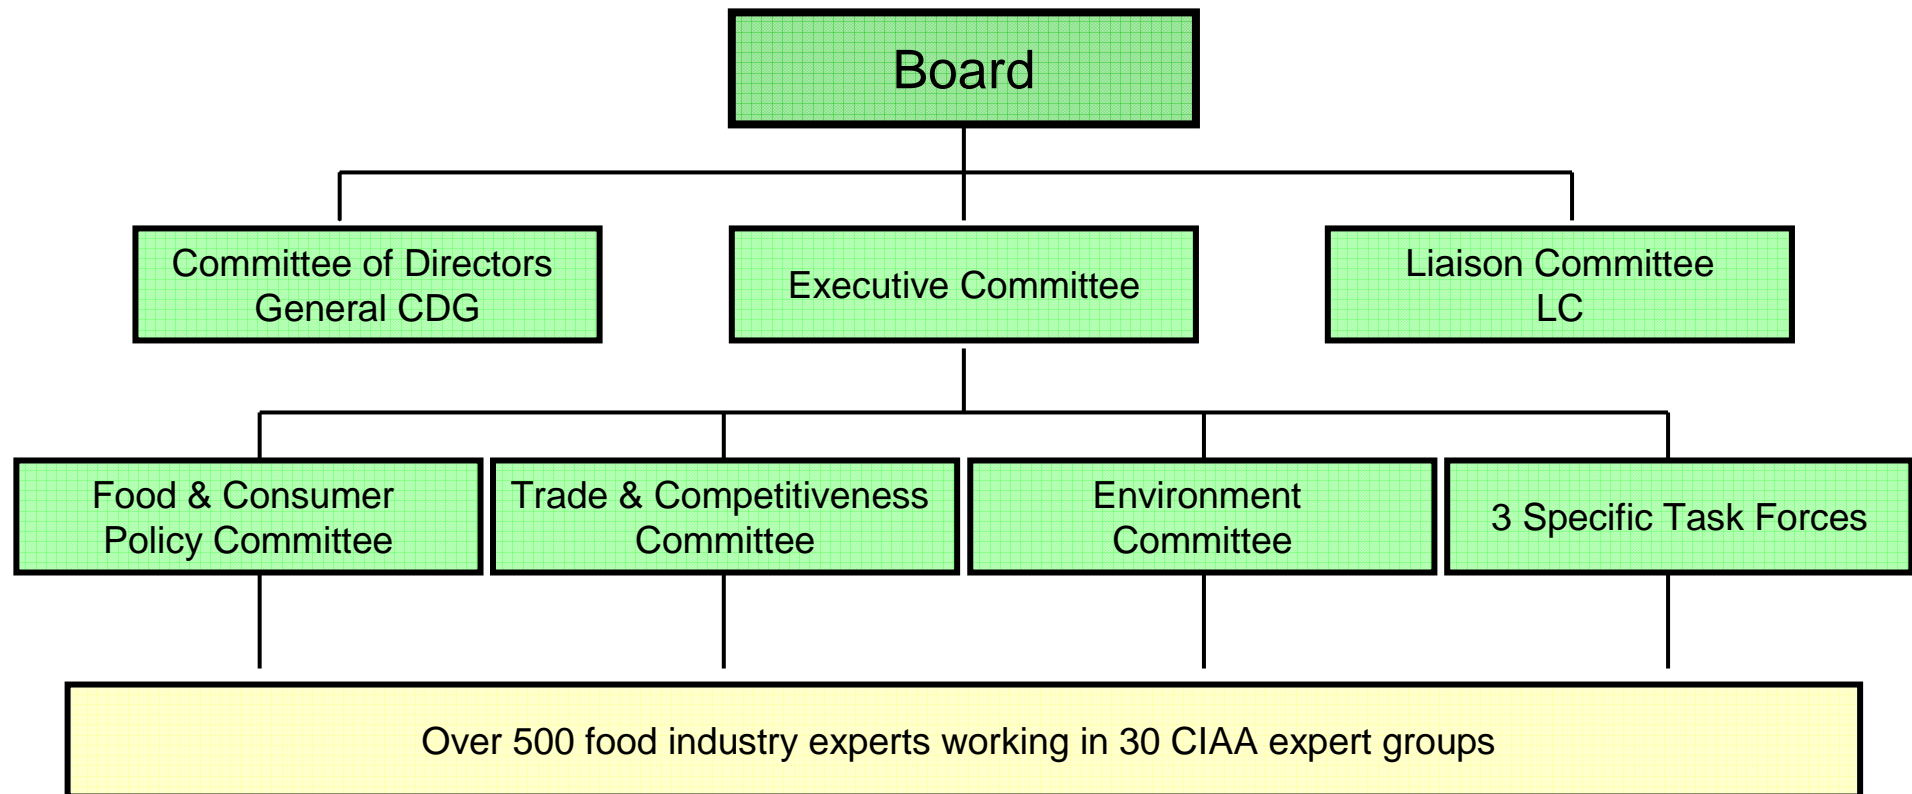 Board
Committee of Directors
General CDG
Executive Committee
Liaison Committee
LC
Food & Consumer
Policy Committee
Trade & Competitiveness
Committee
Environment
Committee
3 Specific Task Forces
Over 500 food industry experts working in 30 CIAA expert groups